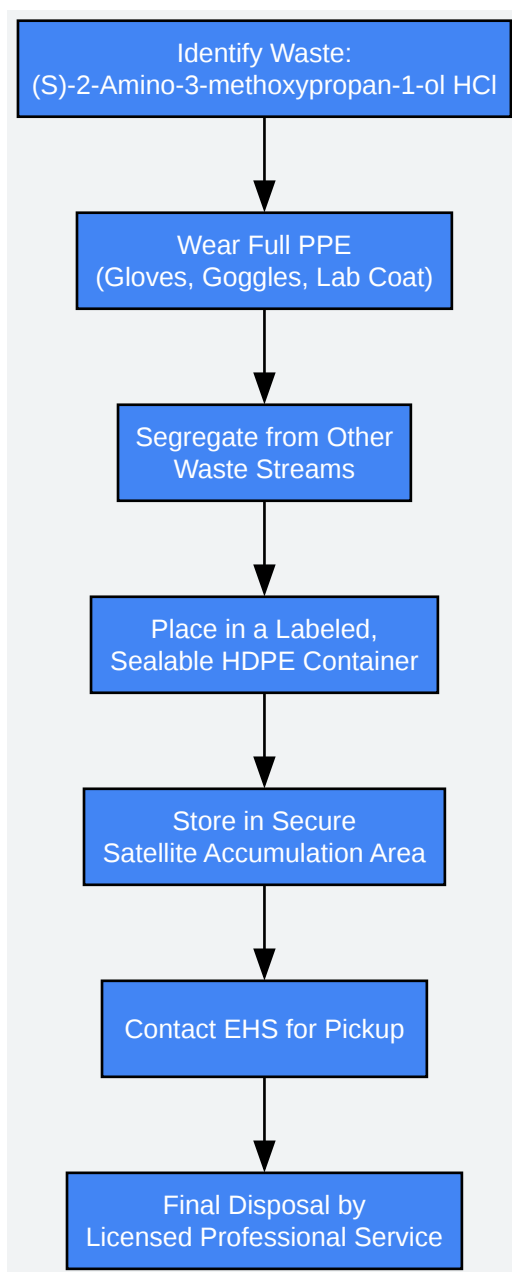 Identify Waste:
(S)-2-Amino-3-methoxypropan-1-ol HCl
Wear Full PPE
(Gloves, Goggles, Lab Coat)
Segregate from Other
Waste Streams
Place in a Labeled,
Sealable HDPE Container
Store in Secure
Satellite Accumulation Area
Contact EHS for Pickup
Final Disposal by
Licensed Professional Service